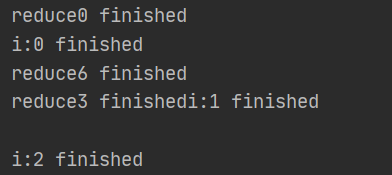 reduce0 finished
i:0 finished
reduce6 finished
reduce3 finishedi:1 finished

i:2 finished